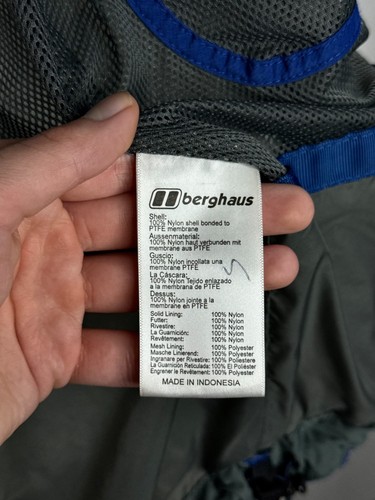 berghaus
Shell:
100% Nylon shell bonded to
PTFE membrane
Aussenmaterial:
100% Nylon haut verbunden mit
membrane aus PTFE
Guscio:
100% Nylon incollata una
membrane PTFE
La Cáscara:
100% Nylon Tejido enlazado
a la membrana de PTFE
Dessus:
100% Nylon jointe à la
membrane en PTFE
Solid Lining: 100% Nylon
Futter: 100% Nylon
Rivestire: 100% Nylon
La Guarnición: 100% Nylon
Revêtement: 100% Nylon
Mesh Lining: 100% Polyester
Masche Linierend: 100% Polyester
Ingranare per Rivestire: 100% Poliestere
La Guarnición Reticulada: 100% El Poliéster
Engrener le Revêtement: 100% Polyester
MADE IN INDONESIA